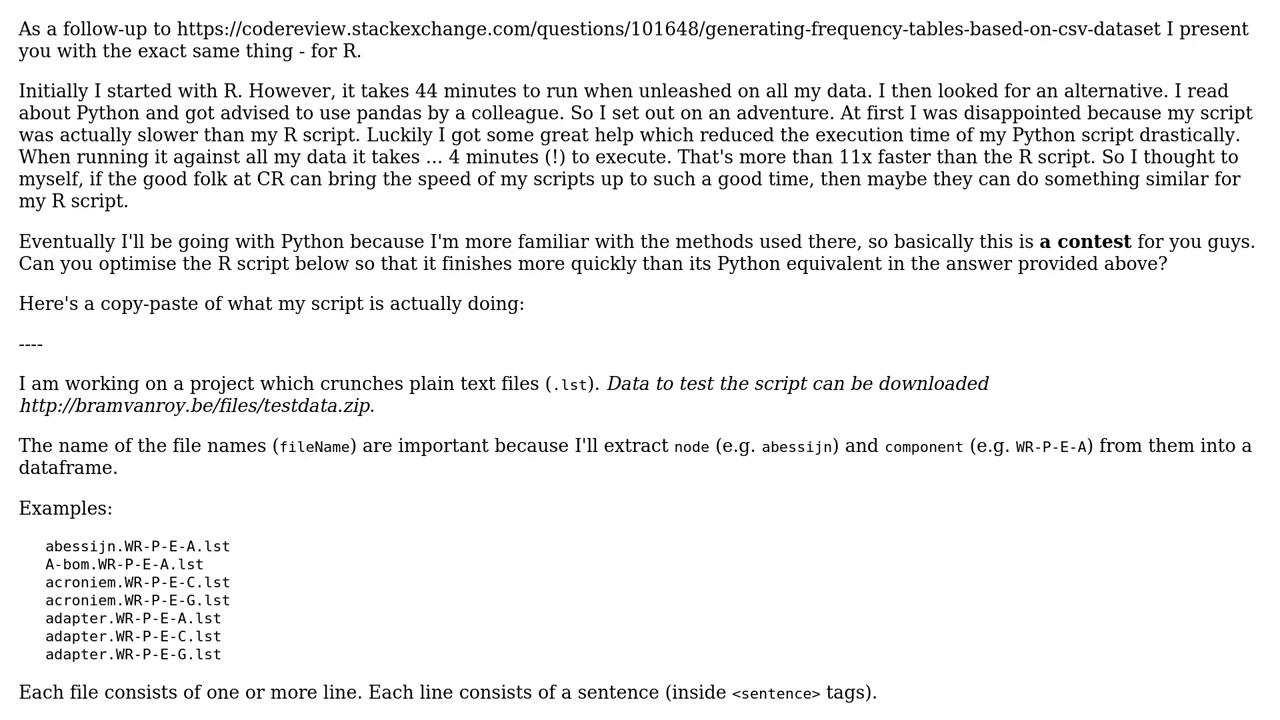 As a follow-up to https://codereview.stackexchange.com/questions/101648/generating-frequency-tables-based-on-csv-dataset I present
you with the exact same thing - for R.
Initially I started with R. However, it takes 44 minutes to run when unleashed on all my data. I then looked for an alternative. I read
about Python and got advised to use pandas by a colleague. So I set out on an adventure. At first I was disappointed because my script
was actually slower than my R script. Luckily I got some great help which reduced the execution time of my Python script drastically.
When running it against all my data it takes ... 4 minutes (!) to execute. That's more than 11x faster than the R script. So I thought to
myself, if the good folk at CR can bring the speed of my scripts up to such a good time, then maybe they can do something similar for
my R script.
Eventually I'll be going with Python because I'm more familiar with the methods used there, so basically this is a contest for you guys.
Can you optimise the R script below so that it finishes more quickly than its Python equivalent in the answer provided above?
Here's a copy-paste of what my script is actually doing:
----
I am working on a project which crunches plain text files (.lst). Data to test the script can be downloaded
http://bramvanroy.be/files/testdata.zip.
The name of the file names (fileName) are important because I'll extract node (e.g. abessijn) and component (e.g. WR-P-E-A) from them into a
dataframe.
Examples:
abessijn.WR-P-E-A.lst
A-bom.WR-P-E-A.lst
acroniem.WR-P-E-C.lst
acroniem.WR-P-E-G.lst
adapter.WR-P-E-A.lst
adapter.WR-P-E-C.lst
adapter.WR-P-E-G.lst
Each file consists of one or more line. Each line consists of a sentence (inside <sentence> tags).